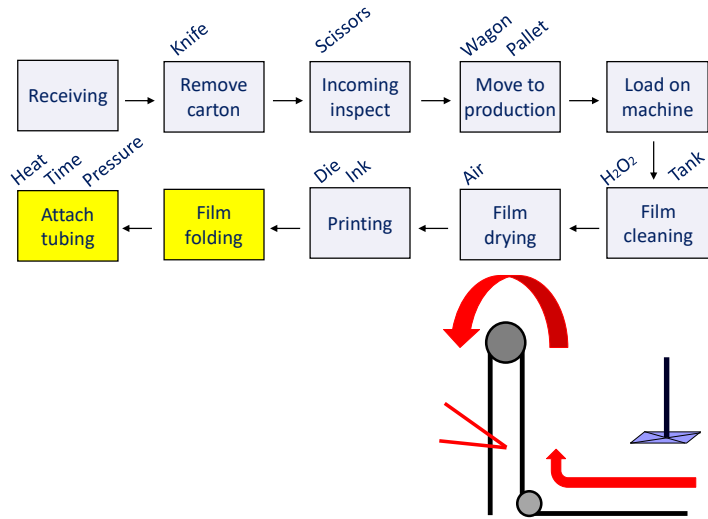 Knife
Scissors
Wagon
Pallet
Receiving
Remove
carton
Incoming
inspect
Move to
production
Load on
machine
Heat
Time
Pressure
Die
Ink
Air
H₂O₂
Tank
Attach
tubing
Film
folding
Printing
Film
drying
Film
cleaning